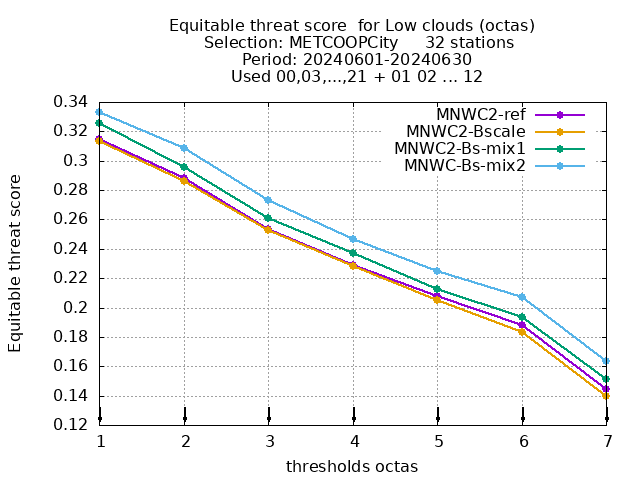 Equitable threat score  for Low clouds (octas)
Selection: METCOOPCity     32 stations
Period: 20240601-20240630
Used 00,03,...,21 + 01 02 ... 12
MNWC2-ref
MNWC2-Bscale
MNWC2-Bs-mix1
MNWC-Bs-mix2
Equitable threat score
0.34
0.32
0.3
0.28
0.26
0.24
0.22
0.2
0.18
0.16
0.14
0.12
1 2 3 4 5 6 7
thresholds octas